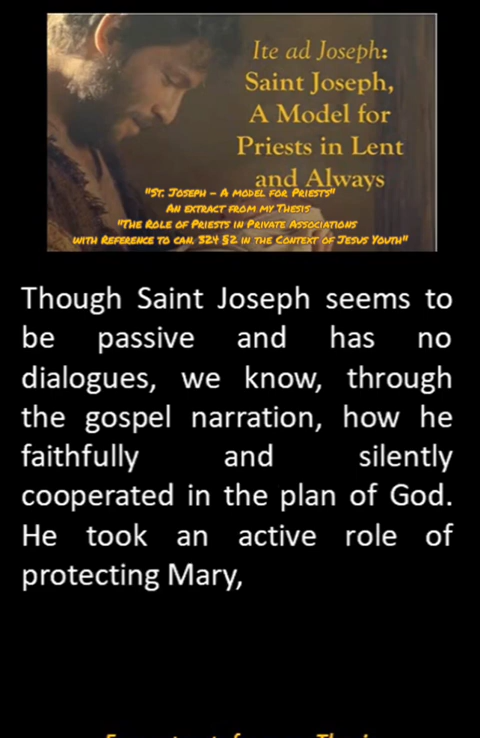 Ite ad Joseph:
Saint Joseph,
A Model for
Priests in Lent
and Always
"St. Joseph – A model for Priests"
An extract from my Thesis
"The Role of Priests in Private Associations
with Reference to can. 324 §2 in the Context of Jesus Youth"
Though Saint Joseph seems to
be passive and has no
dialogues, we know, through
the gospel narration, how he
faithfully and silently
cooperated in the plan of God.
He took an active role of
protecting Mary,